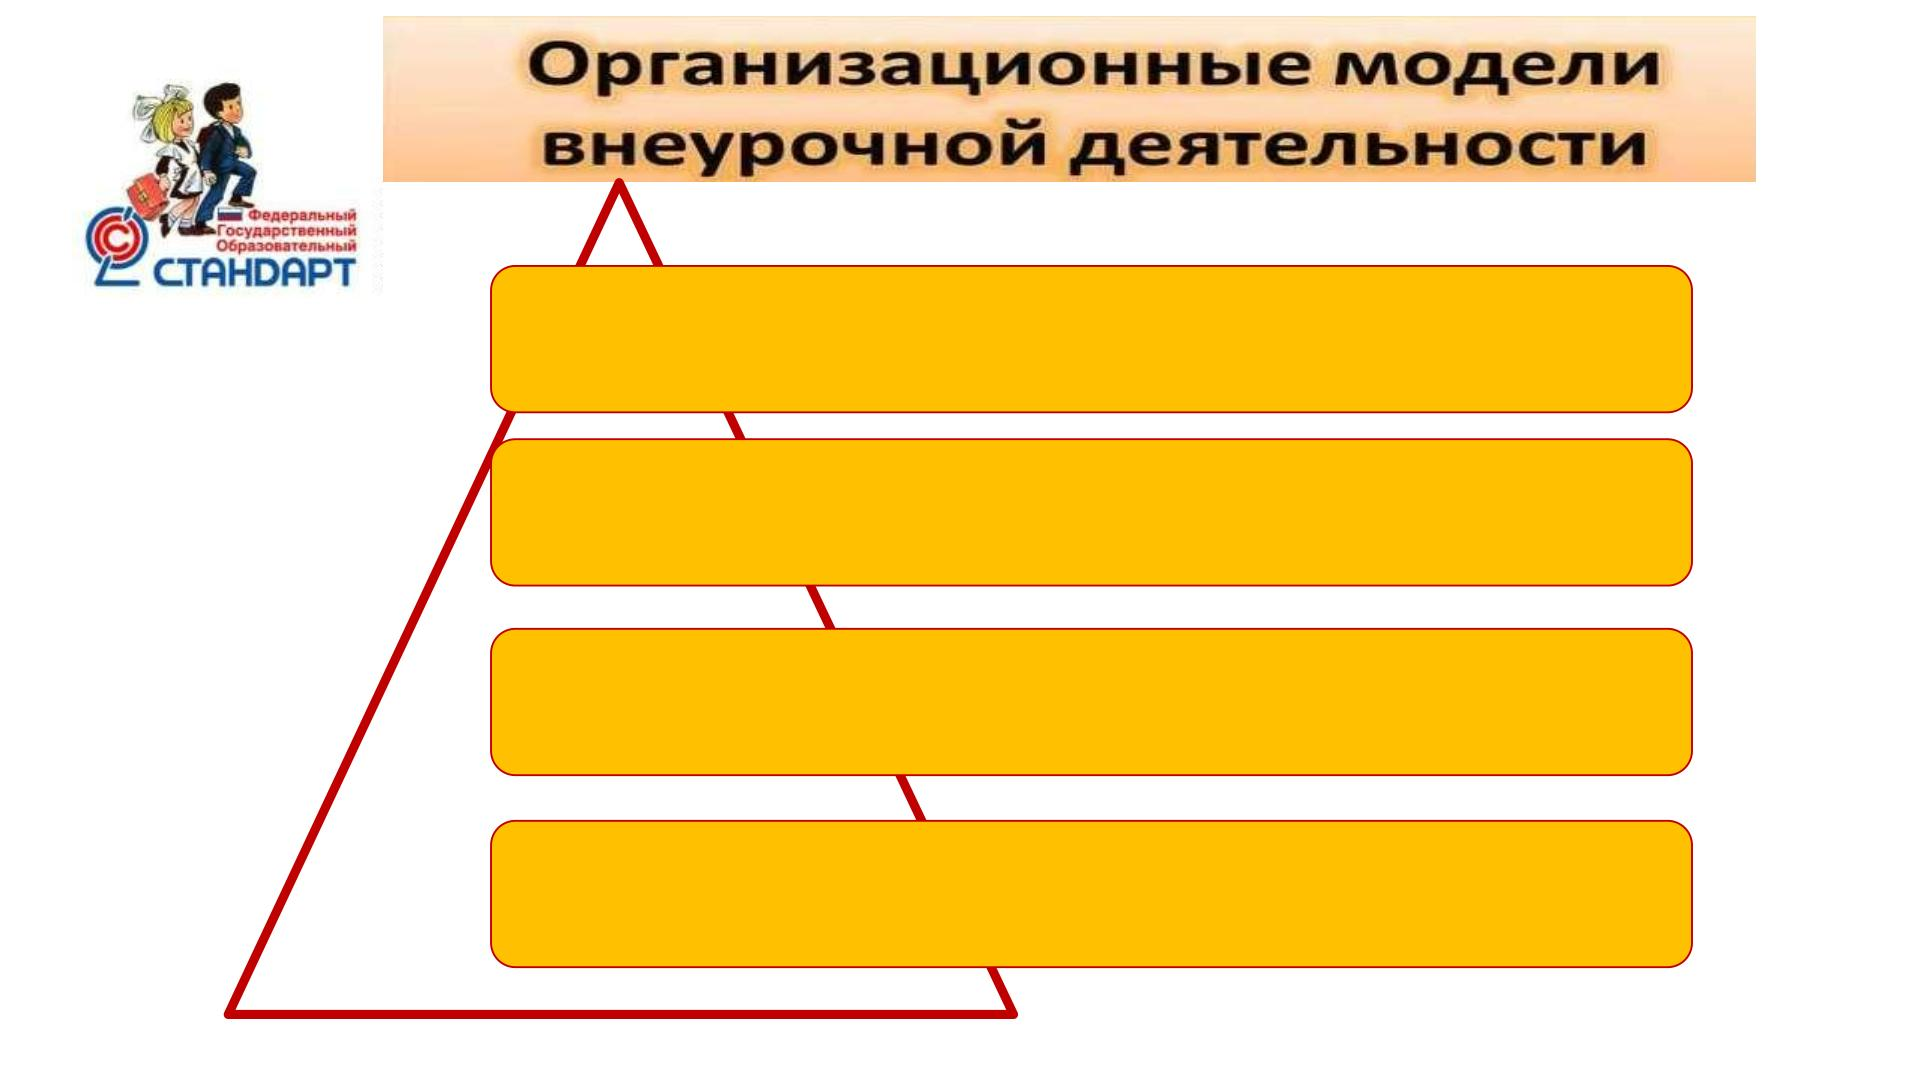 Организационные модели
внеурочной деятельности
Федеральный
Государственный
Образовательный
СТАНДАРТ